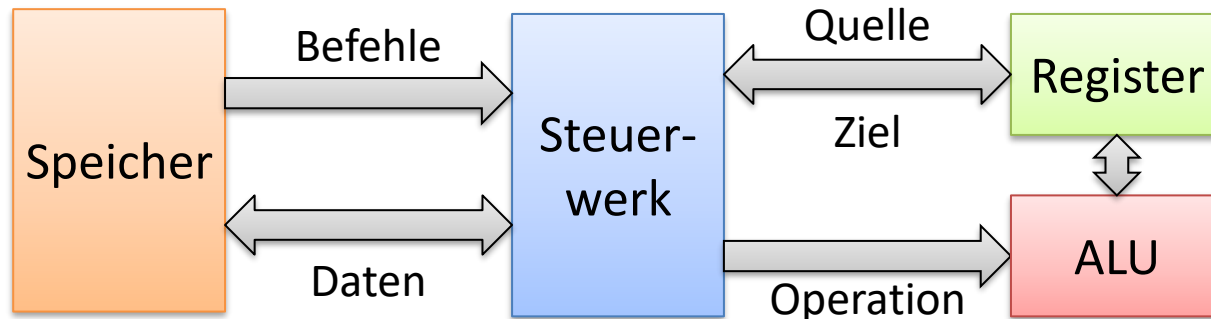 Befehle
Quelle
Register
Speicher
Steuer-
werk
Ziel
Daten
ALU
Operation